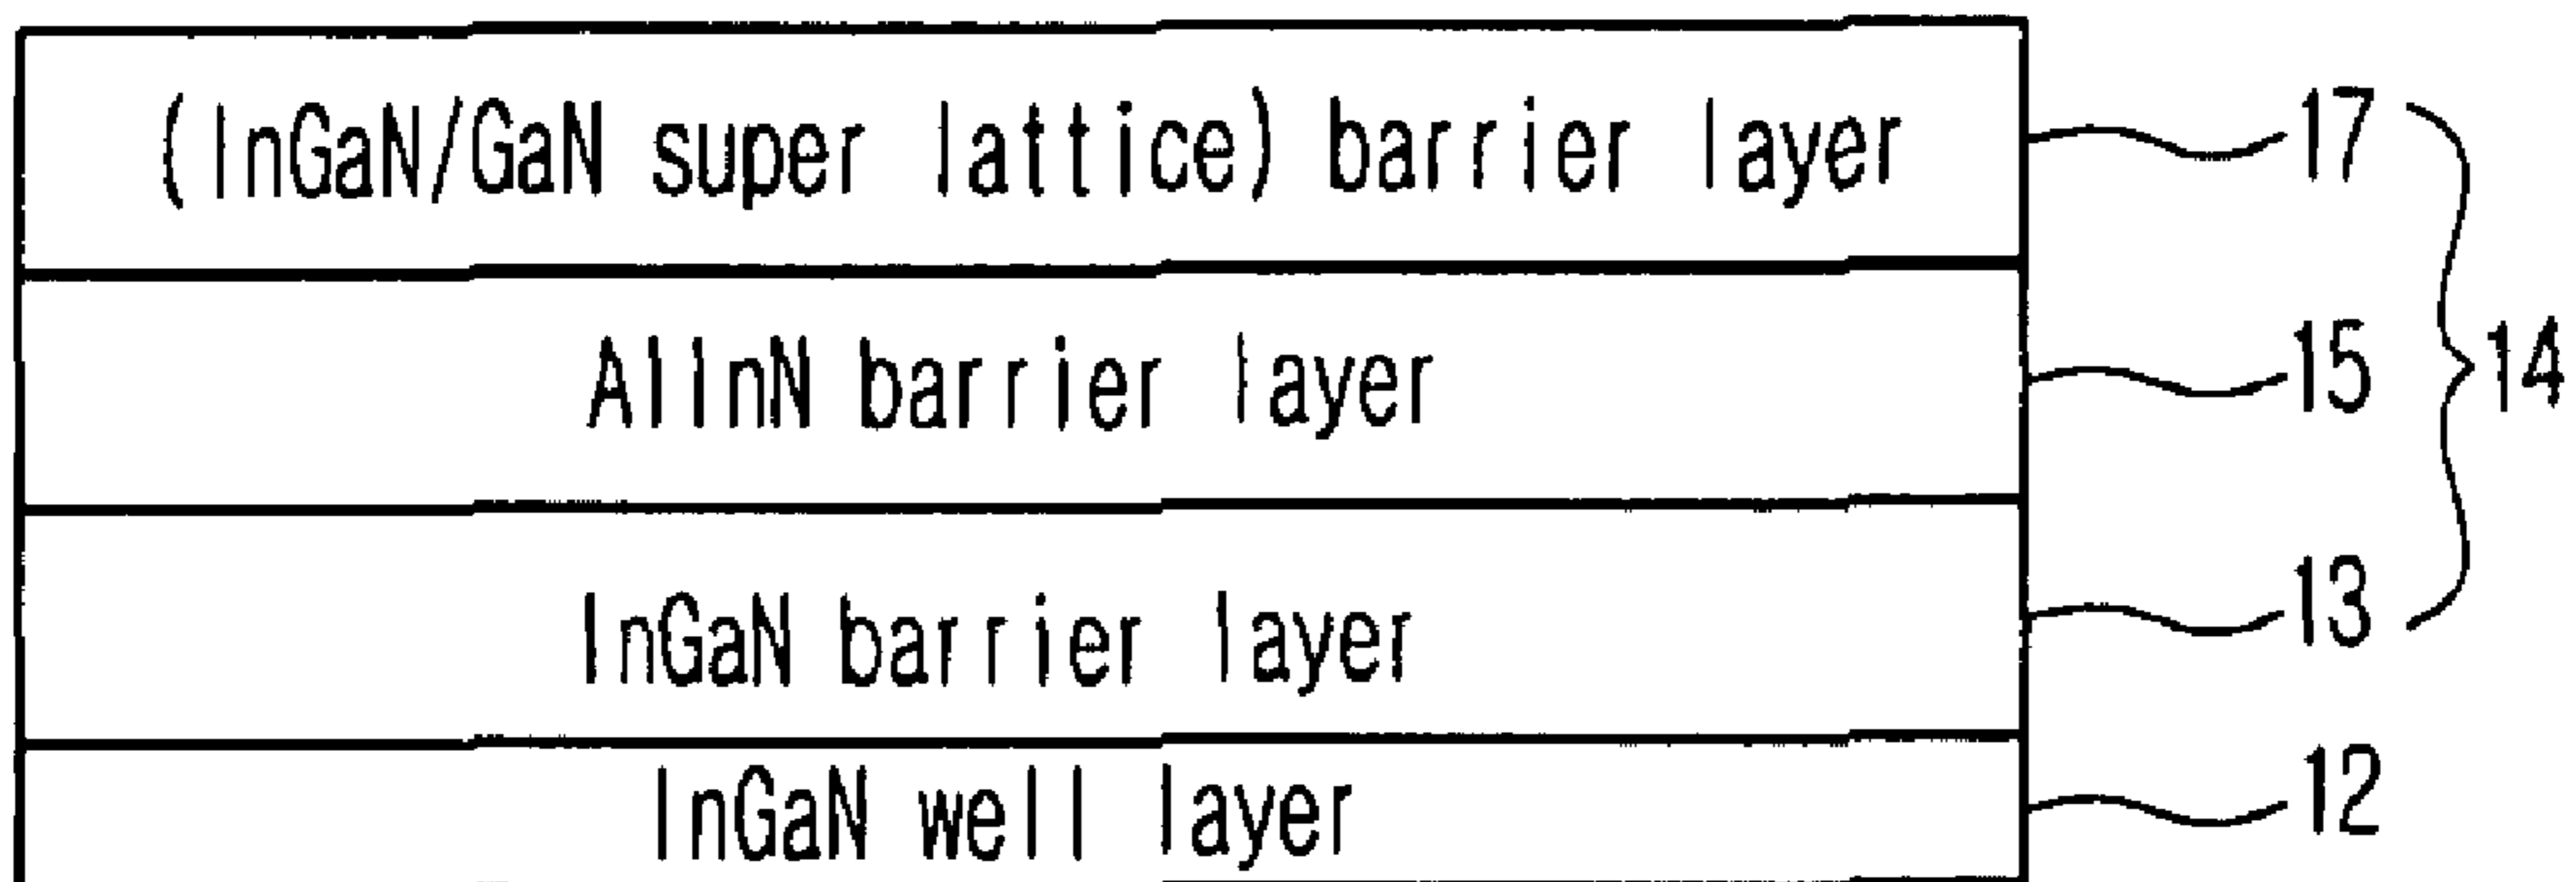 (InGaN/GaN super lattice) barrier layer 17
AlInN barrier layer 15 14
InGaN barrier layer 13
InGaN well layer 12